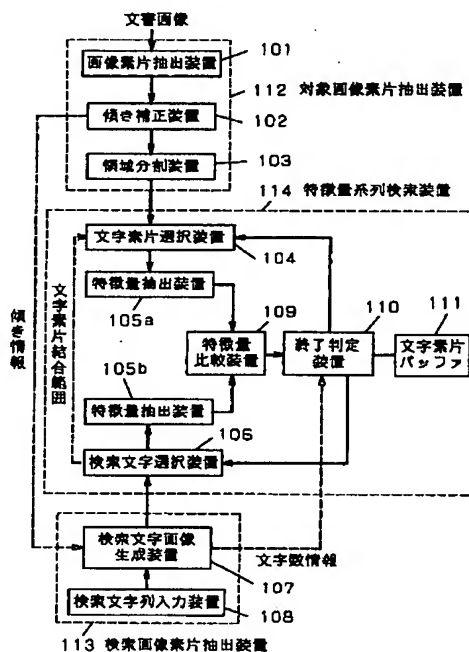 文書画像
画像素片抽出装置
101
112 対象画像素片抽出装置
傾き補正装置
102
領域分割装置
103
114 特徴量系列検索装置
文字素片選択装置
104
特徴量抽出装置
105a
傾き情報
文字素片結合範囲
109
110
111
特徴量
比較装置
終了判定
装置
文字素片
バッファ
105b
特徴量抽出装置
106
検索文字選択装置
検索文字画像
生成装置
文字数情報
107
検索文字列入力装置
108
113 検索画像素片抽出装置